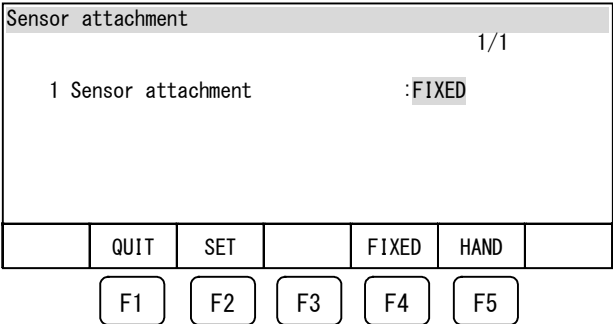 Sensor attachment
1/1
1 Sensor attachment :FIXED
QUIT SET FIXED HAND
F1 F2 F3 F4 F5